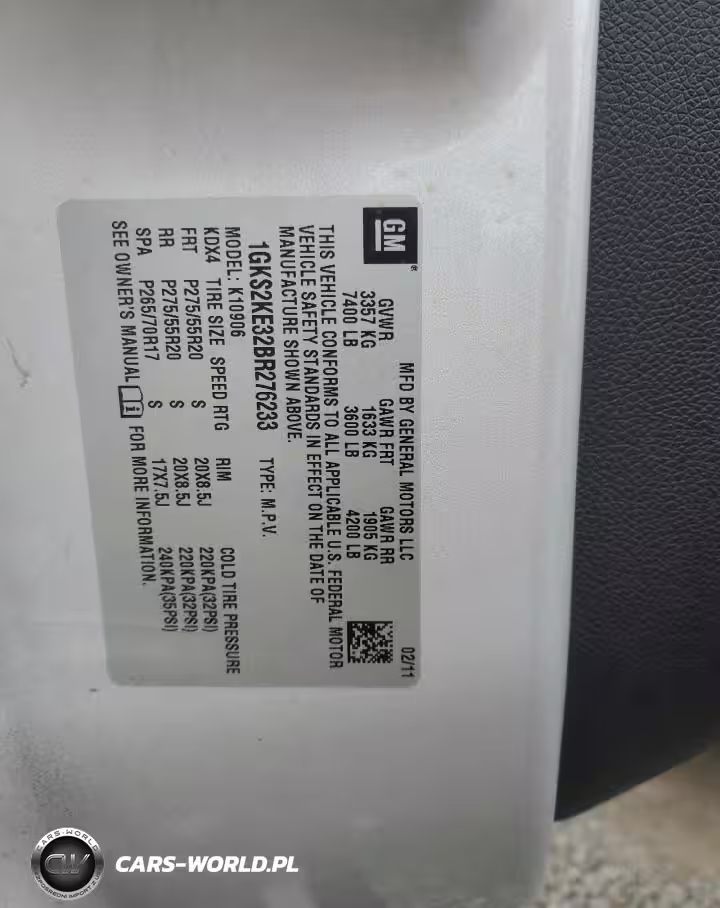 GM®
MFD BY GENERAL MOTORS LLC 02/11
GVWR GAWR FRT GAWR RR
3357 KG 1633 KG 1905 KG
7400 LB 3600 LB 4200 LB
THIS VEHICLE CONFORMS TO ALL APPLICABLE U.S. FEDERAL MOTOR
VEHICLE SAFETY STANDARDS IN EFFECT ON THE DATE OF
MANUFACTURE SHOWN ABOVE.
1GKS2KE32BR276233 TYPE: M.P.V.
MODEL: K10906
KDX4 TIRE SIZE SPEED RTG RIM COLD TIRE PRESSURE
FRT P275/55R20 S 20X8.5J 220KPA(32PSI)
RR P275/55R20 S 20X8.5J 220KPA(32PSI)
SPA P265/70R17 S 17X7.5J 240KPA(35PSI)
SEE OWNER'S MANUAL FOR MORE INFORMATION.
CARS-WORLD
CW
CARS-WORLD.PL